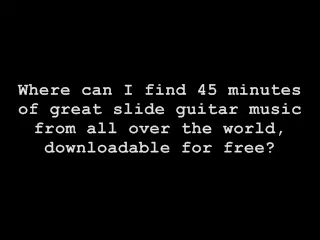 Where can I find 45 minutes
of great slide guitar music
from all over the world,
downloadable for free?